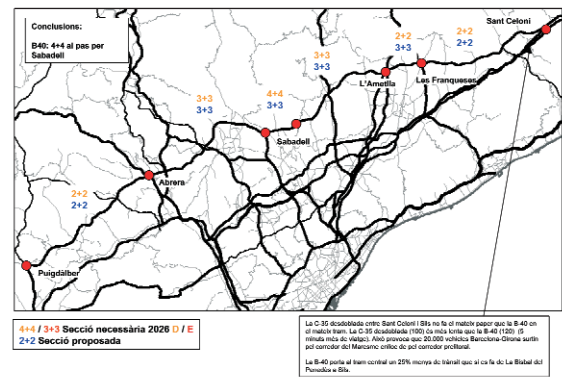 Conclusions:
B40: 4+4 al pas per
Sabadell
Sant Celoni
2+2
2+2
2+2
3+3
Les Franqueses
L'Ametlla
3+3
3+3
4+4
3+3
Sabadell
3+3
3+3
Abrera
2+2
2+2
Puigdàlber
4+4 / 3+3 Secció necessària 2026 D / E
2+2 Secció proposada
La C-35 desdoblada entre Sant Celoni i Sils no fa el mateix paper que la B-40 en
el mateix tram. La C-35 desdoblada (100) és més lenta que la B-40 (120) (5
minuts més de viatge). Això provoca que 20.000 vehicles Barcelona-Girona surtin
pel corredor del Maresme enlloc de pel corredor prelitoral.
La B-40 porta el tram central un 25% menys de trànsit que si es fa de La Bisbal del
Penedès a Sils.